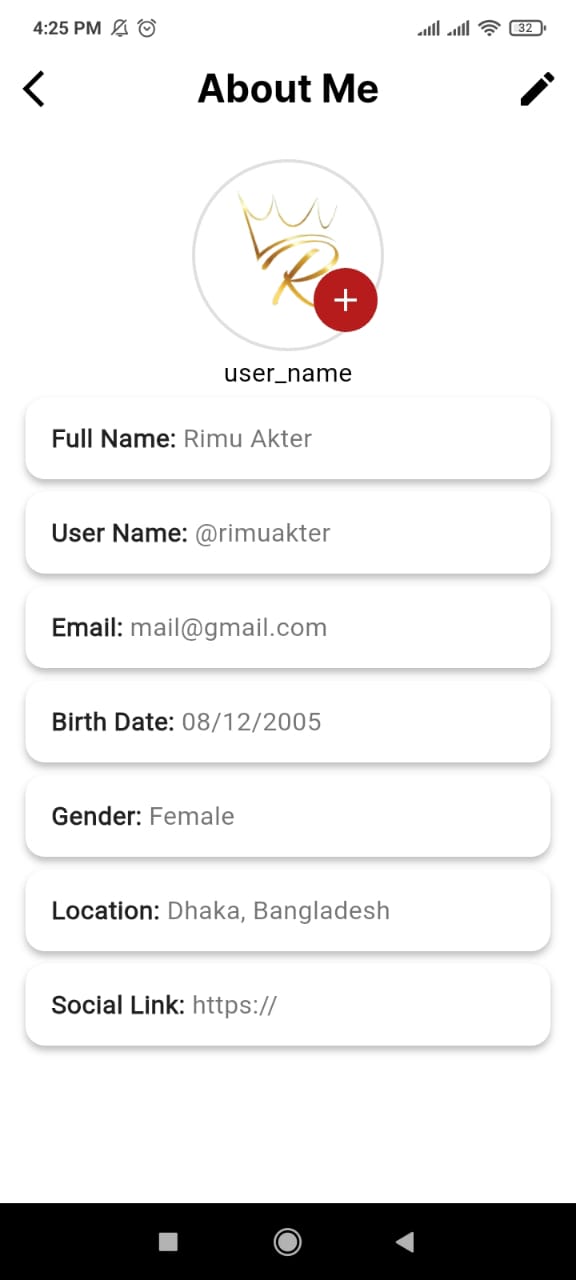 4:25 PM 32
About Me
R
user_name
Full Name: Rimu Akter
User Name: @rimuakter
Email: mail@gmail.com
Birth Date: 08/12/2005
Gender: Female
Location: Dhaka, Bangladesh
Social Link: https://